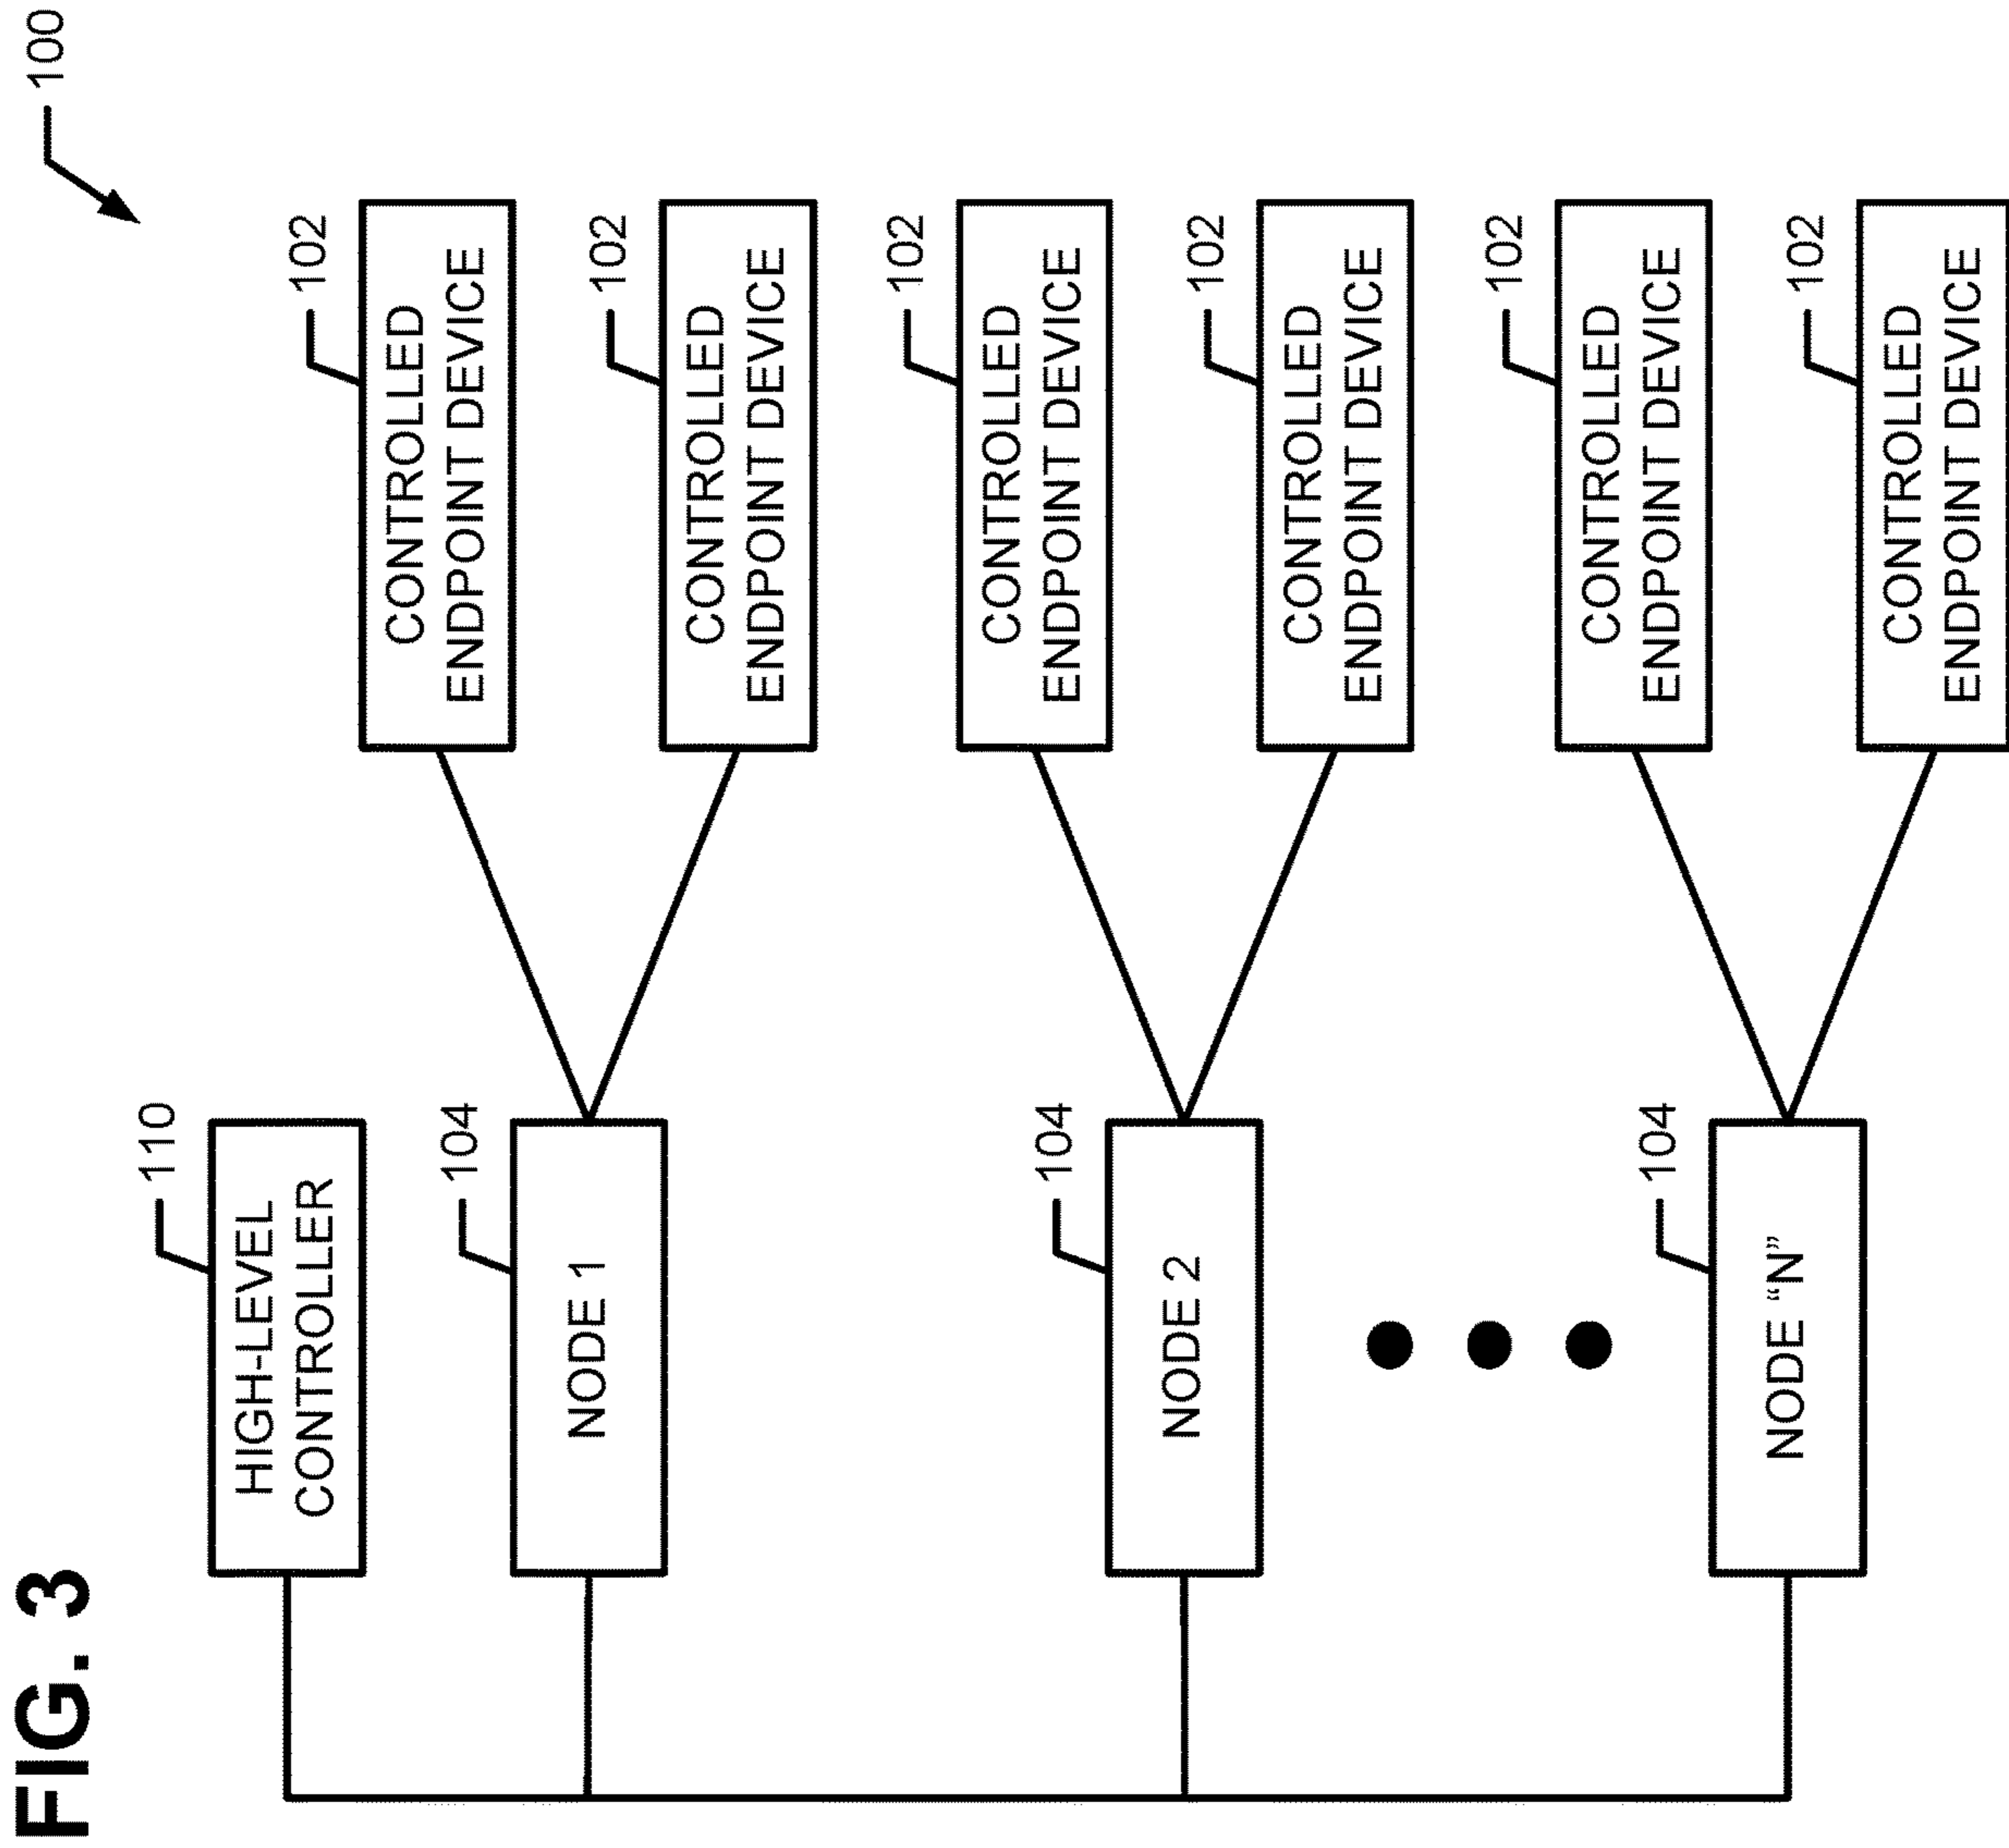 FIG. 3
100
110
HIGH-LEVEL
CONTROLLER
104
NODE 1
104
NODE 2
104
NODE “N”
102
CONTROLLED
ENDPOINT DEVICE
102
CONTROLLED
ENDPOINT DEVICE
102
CONTROLLED
ENDPOINT DEVICE
102
CONTROLLED
ENDPOINT DEVICE
102
CONTROLLED
ENDPOINT DEVICE
102
CONTROLLED
ENDPOINT DEVICE